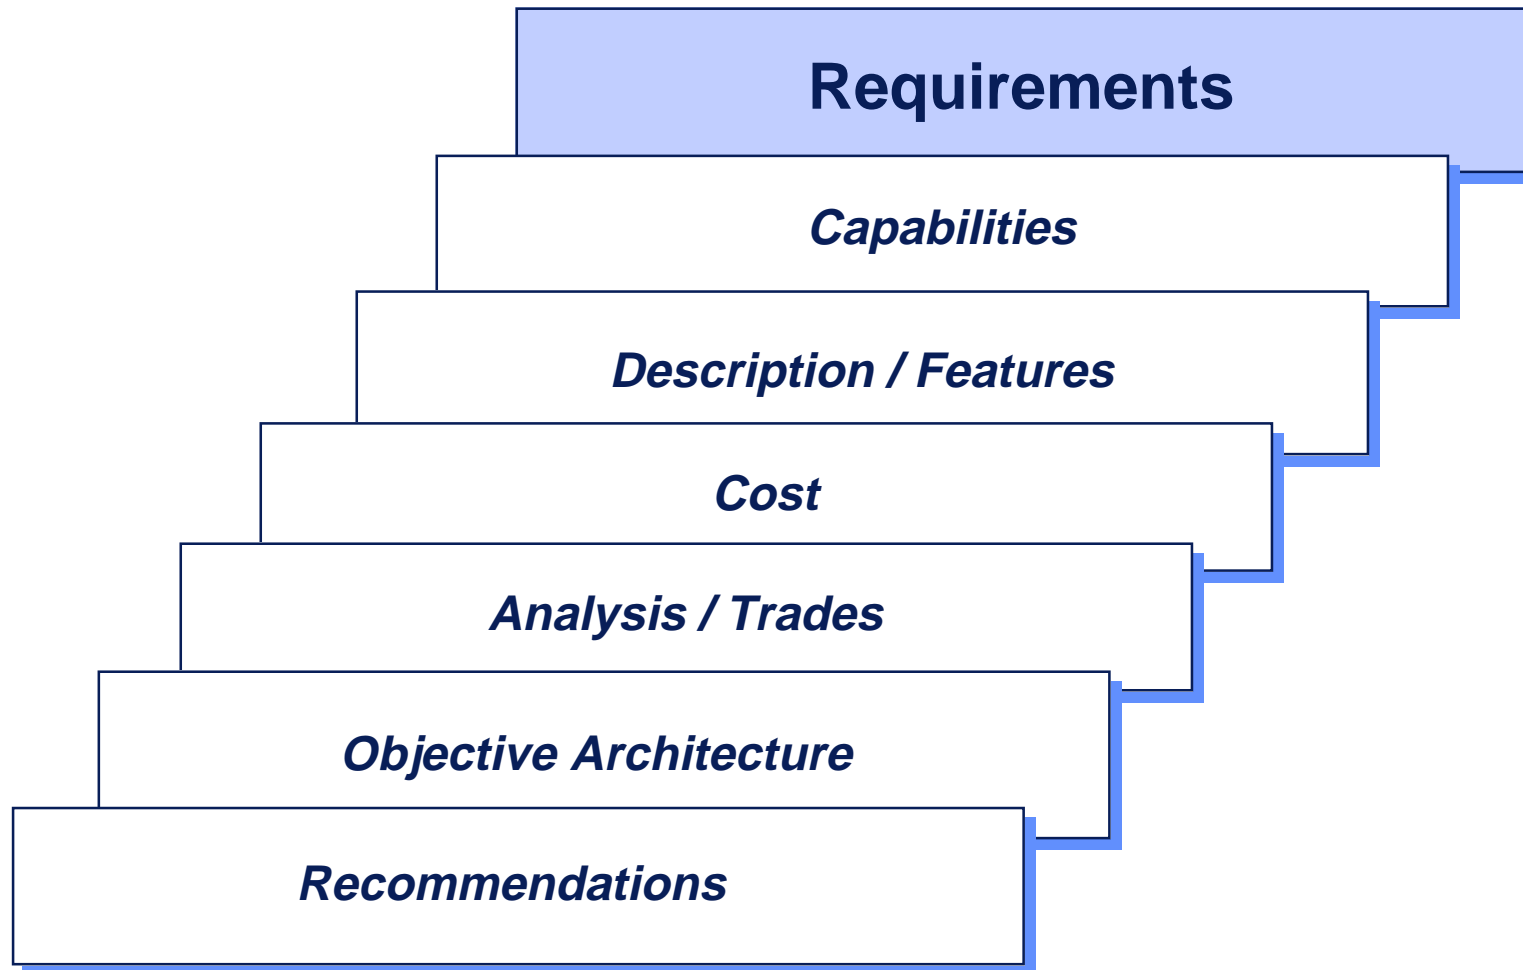 Requirements
Capabilities
Description / Features
Cost
Analysis / Trades
Objective Architecture
Recommendations